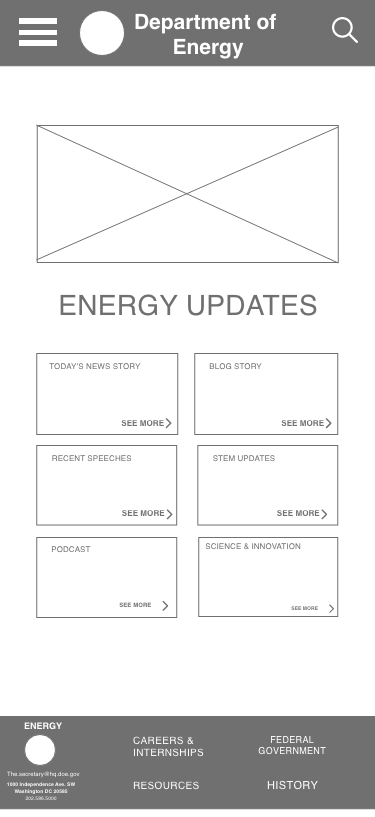 Department of
Energy
ENERGY UPDATES
TODAY'S NEWS STORY
SEE MORE
BLOG STORY
SEE MORE
RECENT SPEECHES
SEE MORE
STEM UPDATES
SEE MORE
PODCAST
SEE MORE
SCIENCE & INNOVATION
SEE MORE
ENERGY
The.secretary@hq.doe.gov
1000 Independence Ave. SW
Washington DC 20585
202.586.5000
CAREERS &
INTERNSHIPS
RESOURCES
FEDERAL
GOVERNMENT
HISTORY